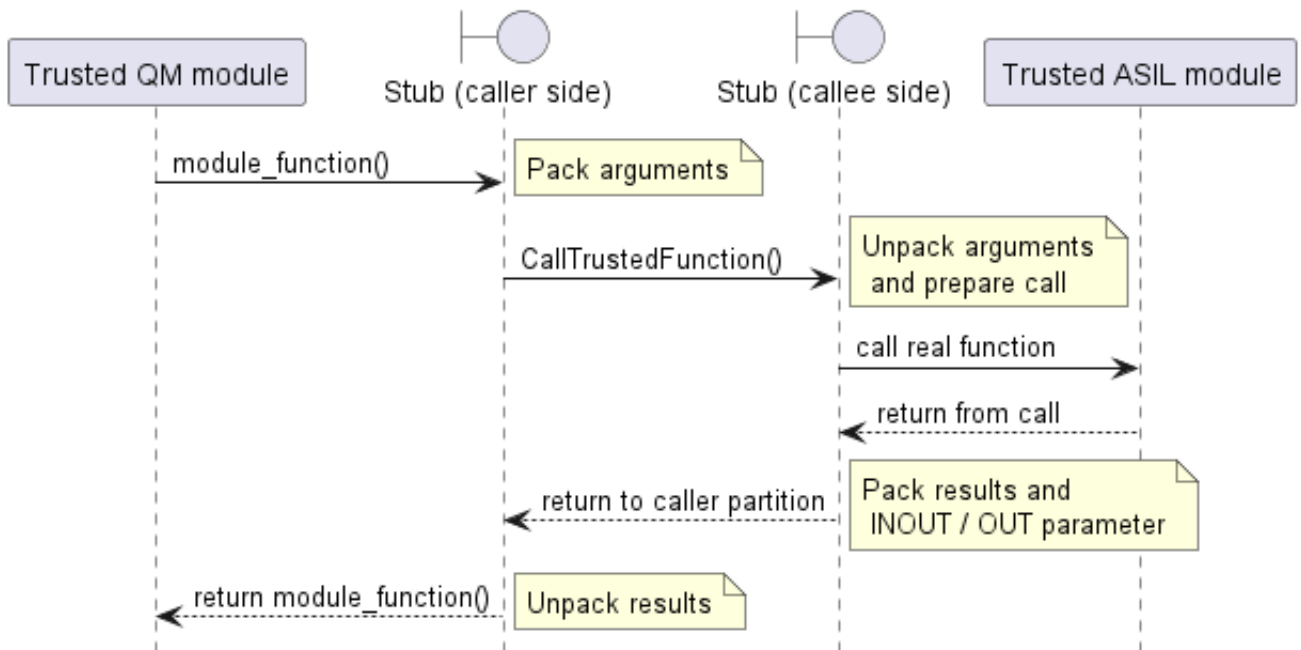 Trusted QM module
Stub (caller side)
Stub (callee side)
Trusted ASIL module
module_function()
Pack arguments
CallTrustedFunction()
Unpack arguments
and prepare call
call real function
return from call
return to caller partition
Pack results and
INOUT / OUT parameter
return module_function()
Unpack results